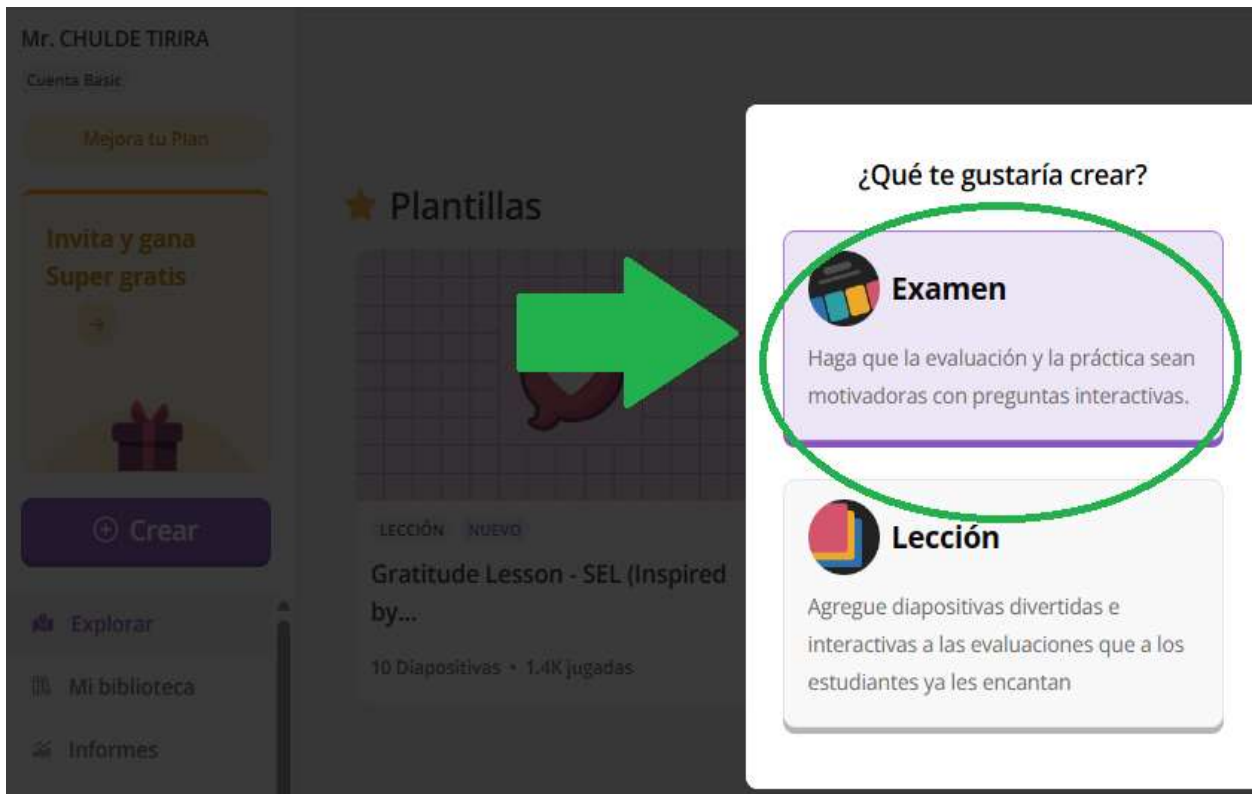 Mr. CHULDE TIRIRA
Cuenta Basic
Mejora tu Plan
Invita y gana
Super gratis
Crear
Explorar
Mi biblioteca
Informes
Plantillas
LECCIÓN NUEVO
Gratitude Lesson - SEL (Inspired
by...
10 Diapositivas • 1.4K jugadas
¿Qué te gustaría crear?
Examen
Haga que la evaluación y la práctica sean
motivadoras con preguntas interactivas.
Lección
Agregue diapositivas divertidas e
interactivas a las evaluaciones que a los
estudiantes ya les encantan